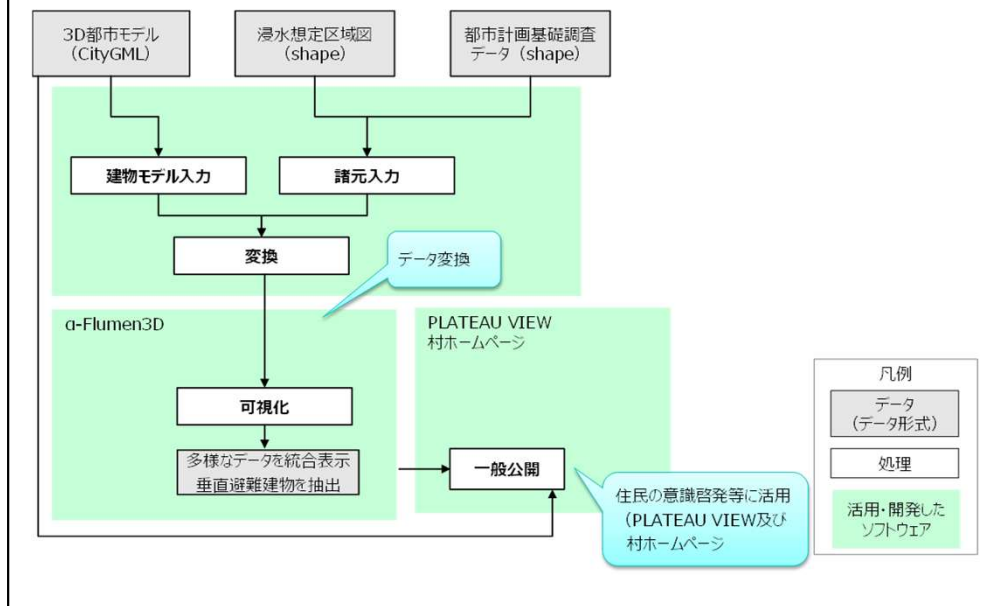 3D都市モデル
（CityGML）
浸水想定区域図
（shape）
都市計画基礎調査
データ（shape）
建物モデル入力
諸元入力
変換
データ変換
α-Flumen3D
PLATEAU VIEW
村ホームページ
可視化
多様なデータを統合表示
垂直避難建物を抽出
一般公開
住民の意識啓発等に活用
（PLATEAU VIEW及び
村ホームページ
凡例
データ
（データ形式）
処理
活用・開発した
ソフトウェア